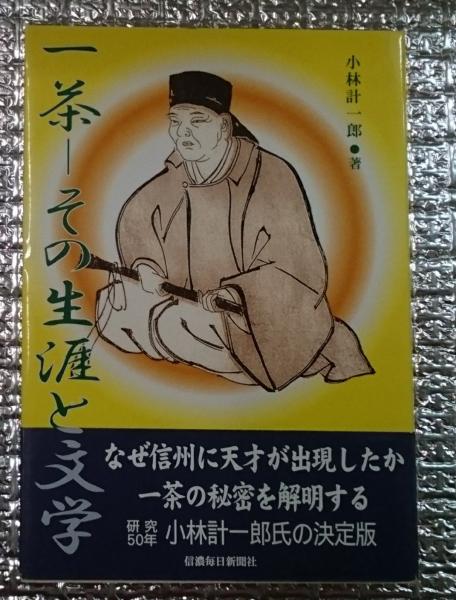 一茶―その生涯と文学
小林計一郎●著
なぜ信州に天才が出現したか
一茶の秘密を解明する
研究
50年
小林計一郎氏の決定版
信濃毎日新聞社